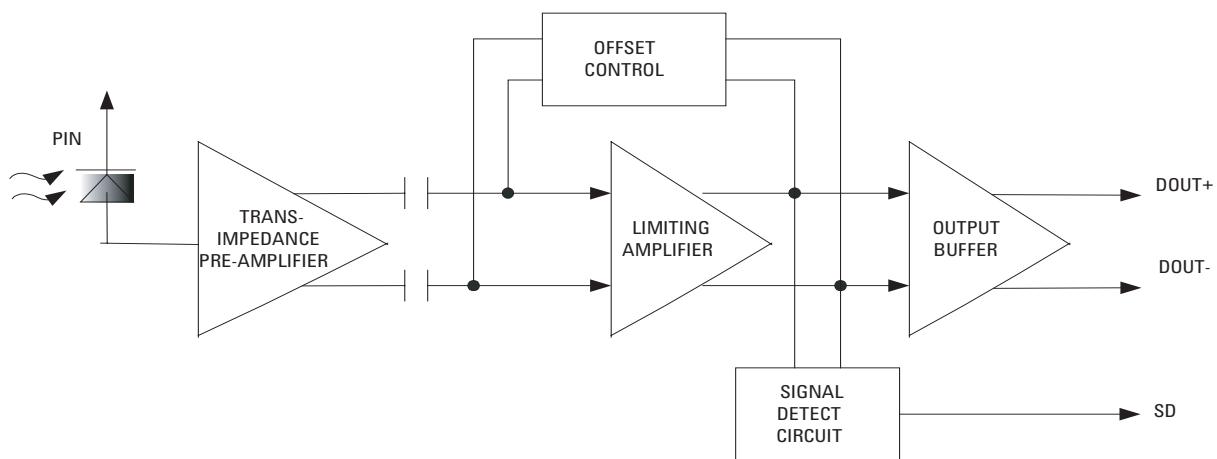 OFFSET
CONTROL
PIN
TRANS-
IMPEDANCE
PRE-AMPLIFIER
LIMITING
AMPLIFIER
OUTPUT
BUFFER
DOUT+
DOUT-
SIGNAL
DETECT
CIRCUIT
SD